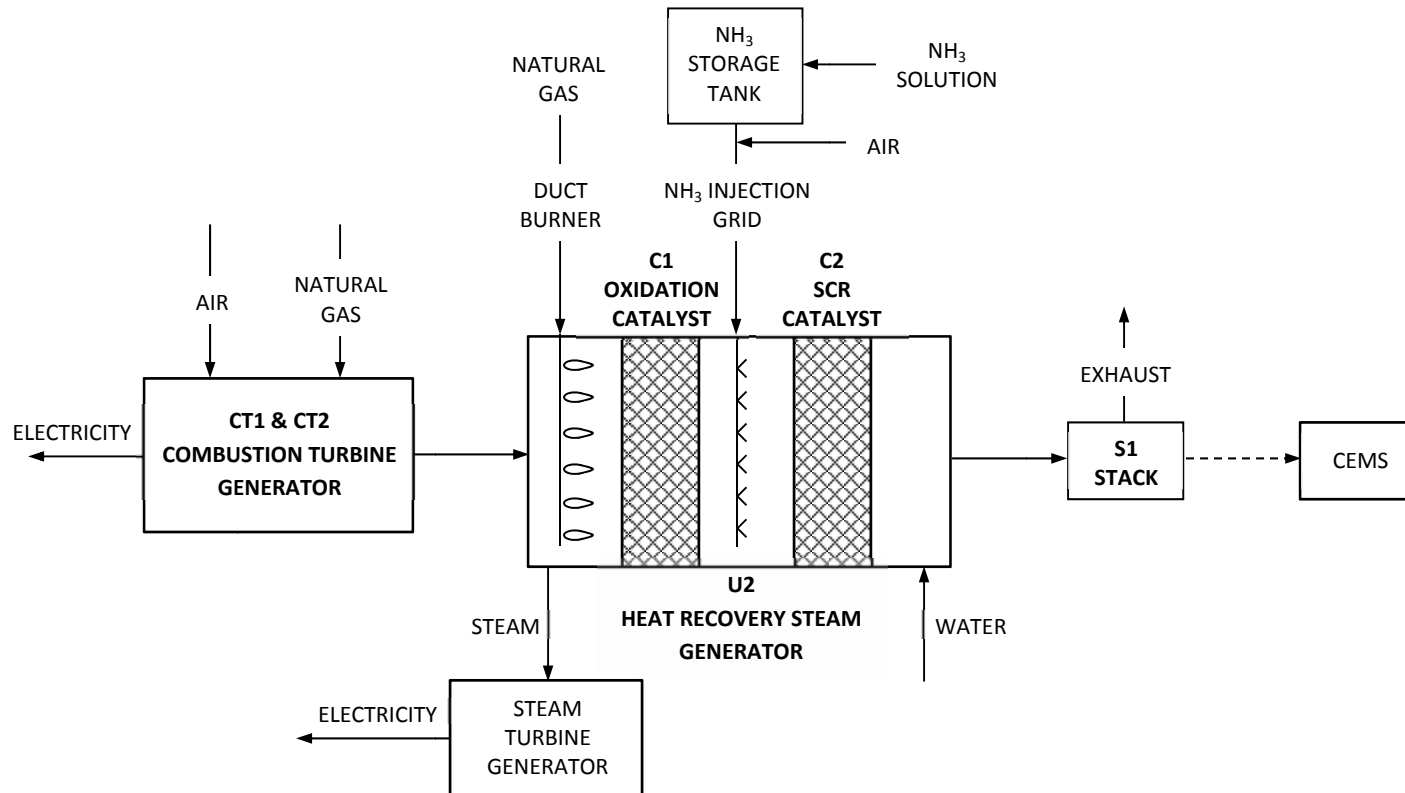 NH₃
STORAGE
TANK
NH₃
SOLUTION
NATURAL
GAS
AIR
DUCT
BURNER
NH₃ INJECTION
GRID
C1
OXIDATION
CATALYST
C2
SCR
CATALYST
AIR
NATURAL
GAS
EXHAUST
ELECTRICITY
CT1 & CT2
COMBUSTION TURBINE
GENERATOR
S1
STACK
CEMS
U2
HEAT RECOVERY STEAM
GENERATOR
STEAM
WATER
ELECTRICITY
STEAM
TURBINE
GENERATOR